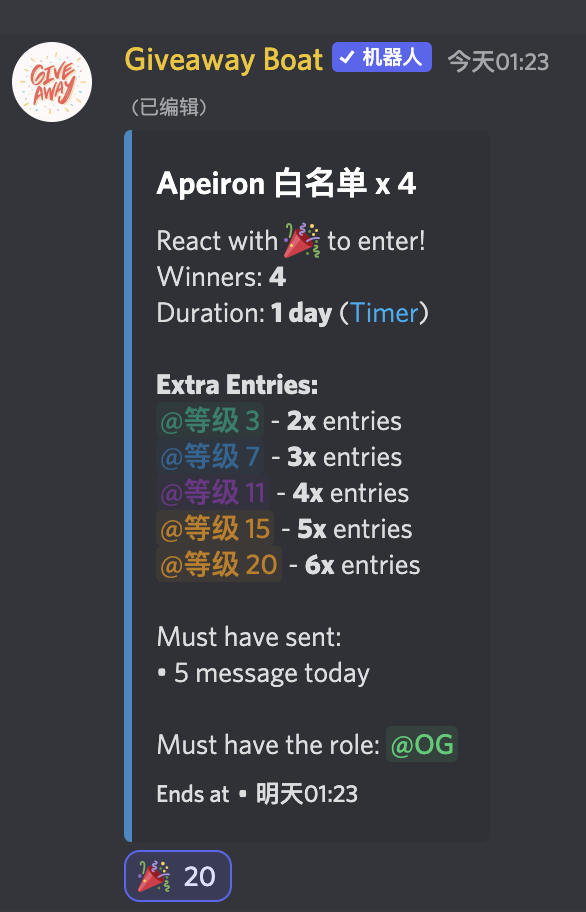 GIVE
AWAY
Giveaway Boat ✓ 机器人 今天01:23
（已编辑）
Apeiron 白名单 x 4
React with 🎉 to enter!
Winners: 4
Duration: 1 day (Timer)
Extra Entries:
@等级 3 - 2x entries
@等级 7 - 3x entries
@等级 11 - 4x entries
@等级 15 - 5x entries
@等级 20 - 6x entries
Must have sent:
• 5 message today
Must have the role: @OG
Ends at • 明天01:23
🎉 20